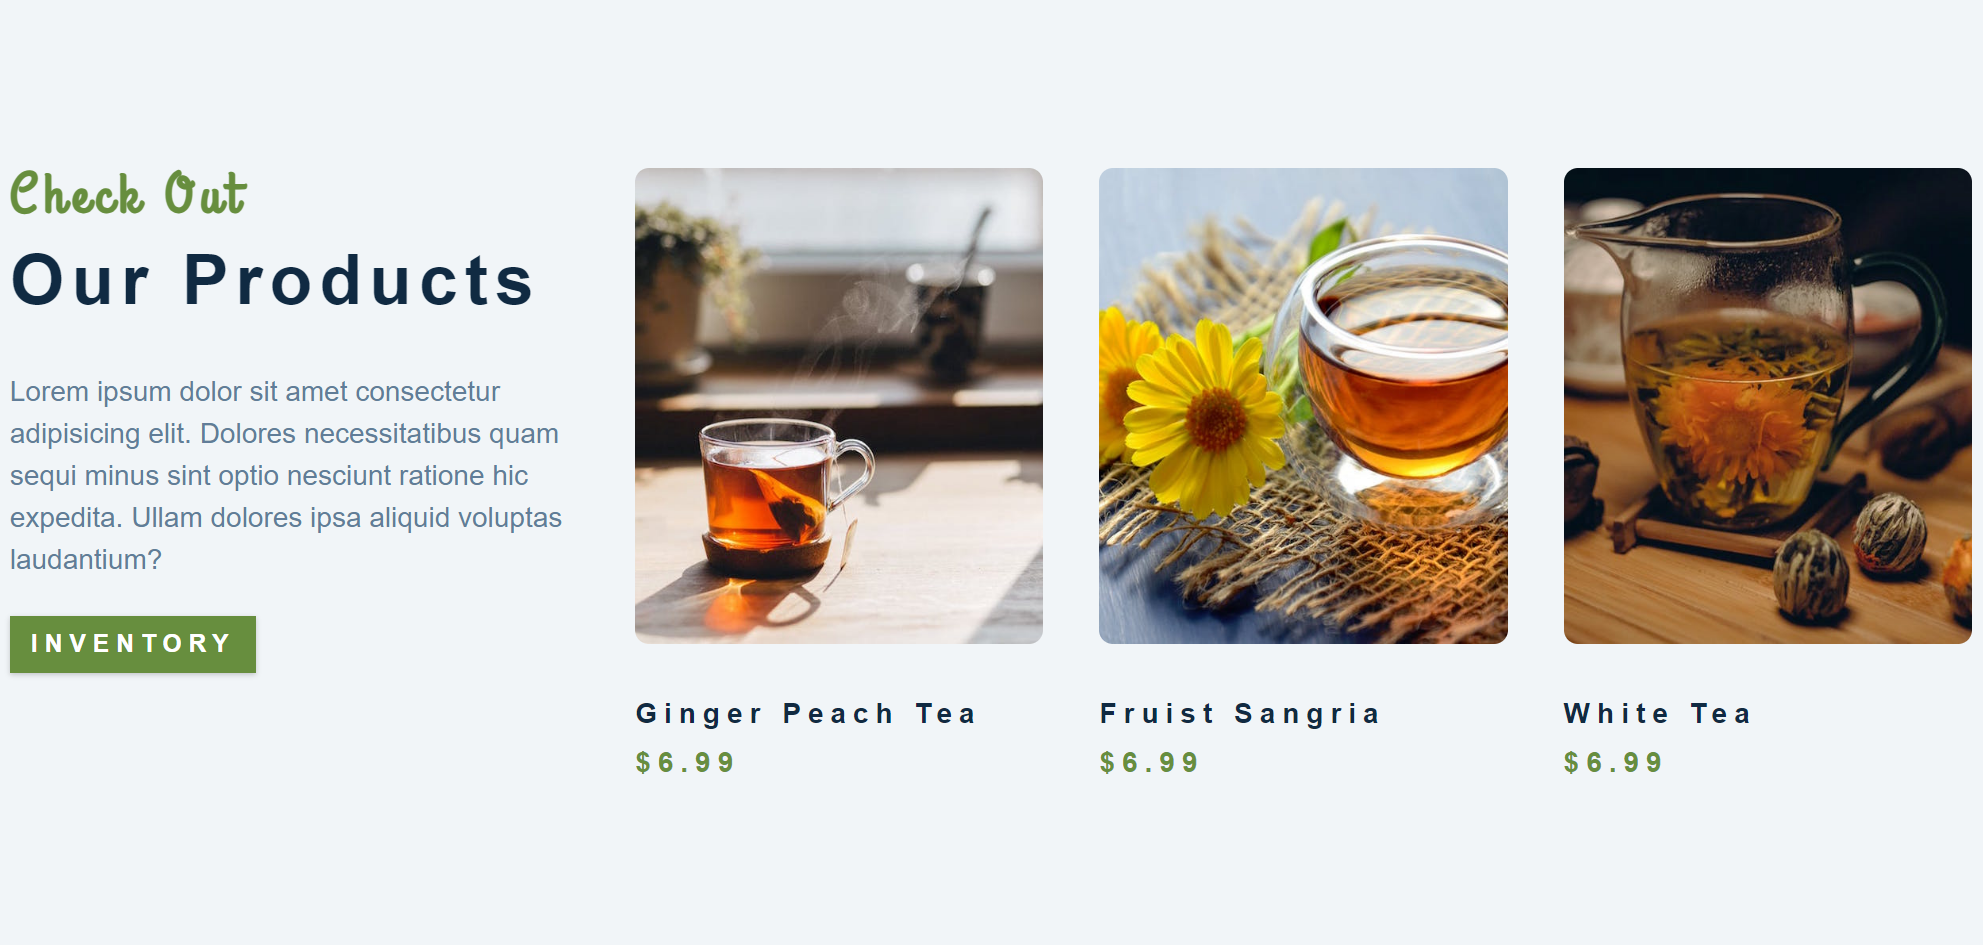 Check Out
Our Products
Lorem ipsum dolor sit amet consectetur
adipisicing elit. Dolores necessitatibus quam
sequi minus sint optio nesciunt ratione hic
expedita. Ullam dolores ipsa aliquid voluptas
laudantium?
INVENTORY
Ginger Peach Tea
$6.99
Fruist Sangria
$6.99
White Tea
$6.99